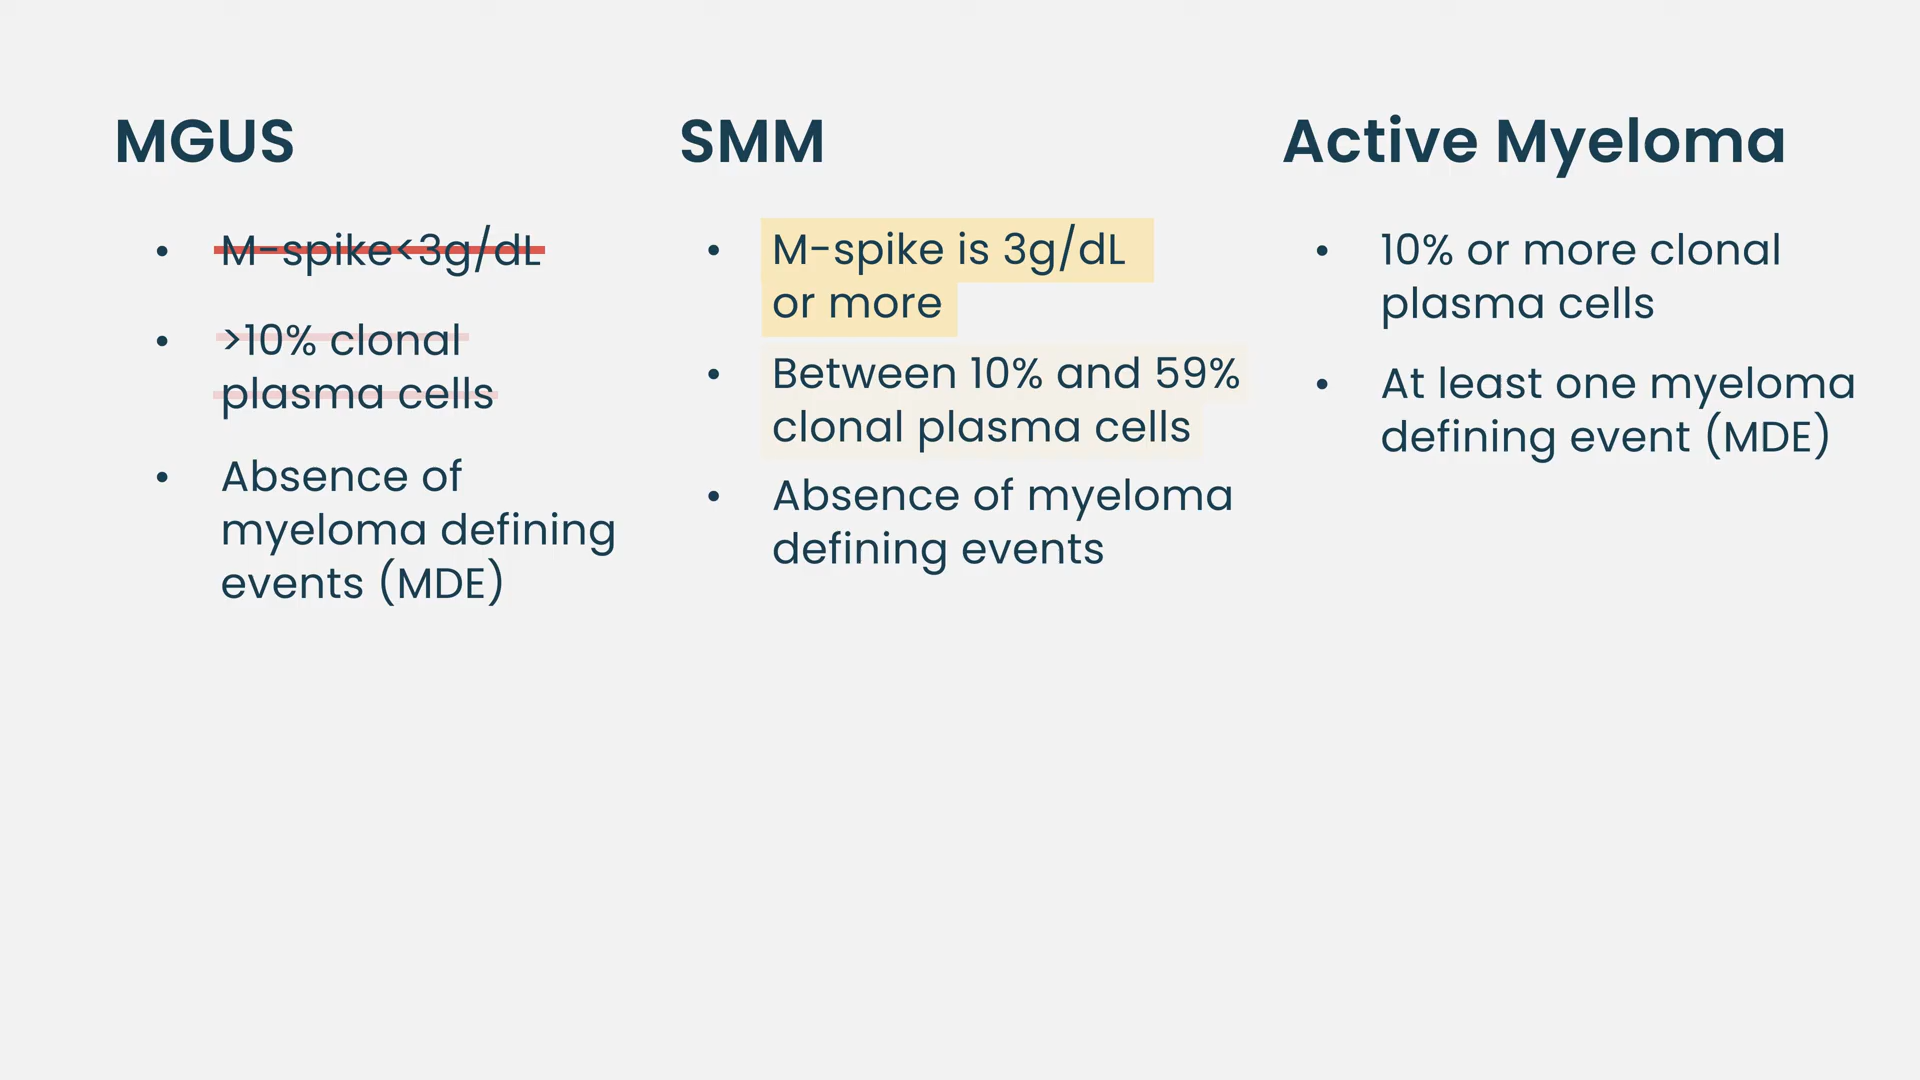 MGUS
• M-spike<3g/dL
• >10% clonal
plasma cells
• Absence of
myeloma defining
events (MDE)
SMM
• M-spike is 3g/dL
or more
• Between 10% and 59%
clonal plasma cells
• Absence of myeloma
defining events
Active Myeloma
• 10% or more clonal
plasma cells
• At least one myeloma
defining event (MDE)